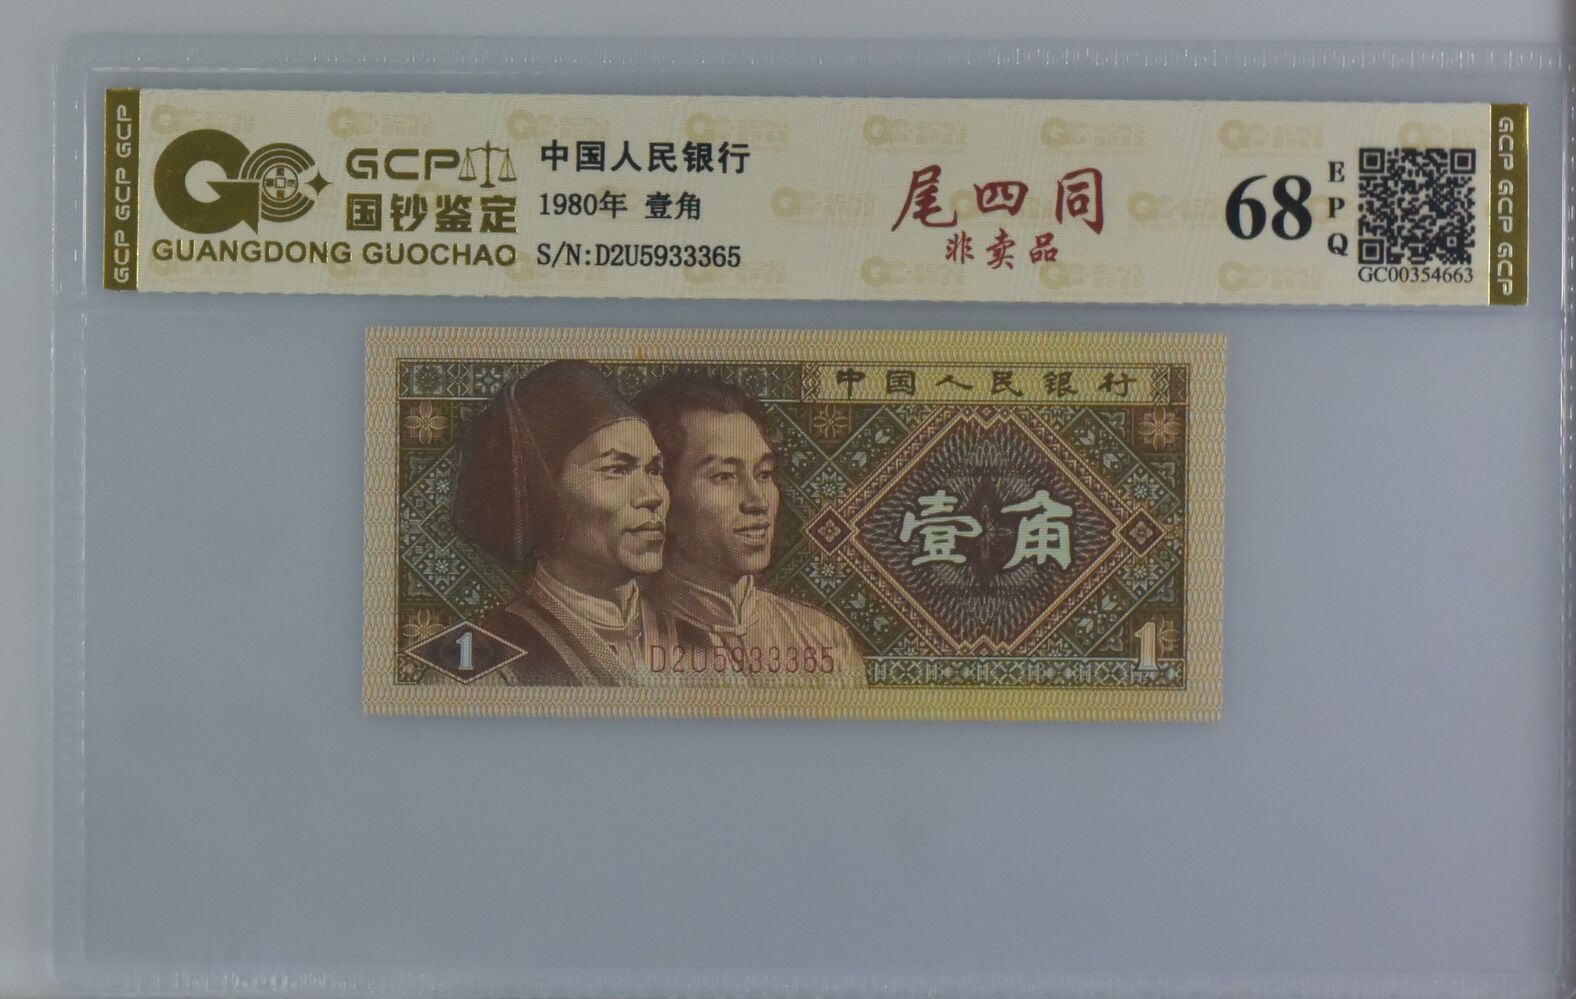 GCP GCP GCP
GCP
国钞鉴定
GUANGDONG GUOCHAO
中国人民银行
1980年 壹角
S/N:D2U5933365
尾四同
非卖品
68
EPQ
GC00354663
GCP GCP GCP
中国人民银行
壹角
1
D2U5933365
1